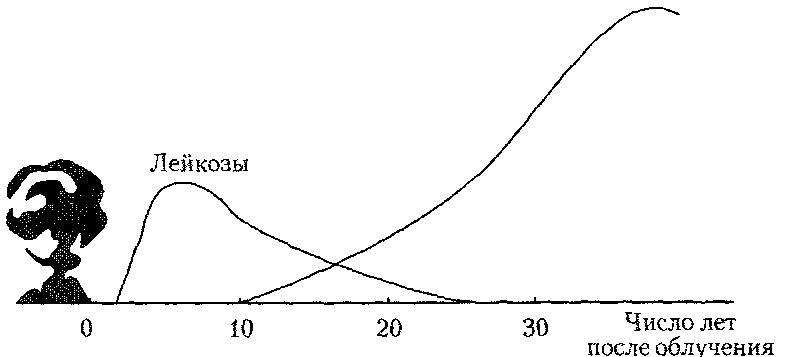 Лейкозы
0 10 20 30
Число лет
после облучения